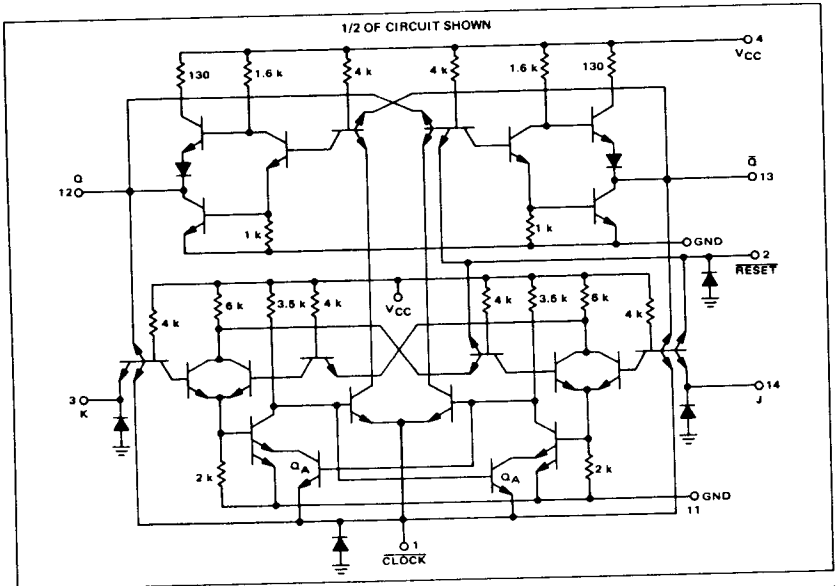 1/2 OF CIRCUIT SHOWN
4
VCC
130
1.6 k
4 k
4 k
1.6 k
130
Q
12
Q̅
13
1 k
1 k
GND
2
R̅E̅S̅E̅T̅
4 k
6 k
3.5 k
4 k
VCC
4 k
3.5 k
6 k
4 k
3
K
14
J
2 k
QA
QA
2 k
GND
11
1
C̅L̅O̅C̅K̅